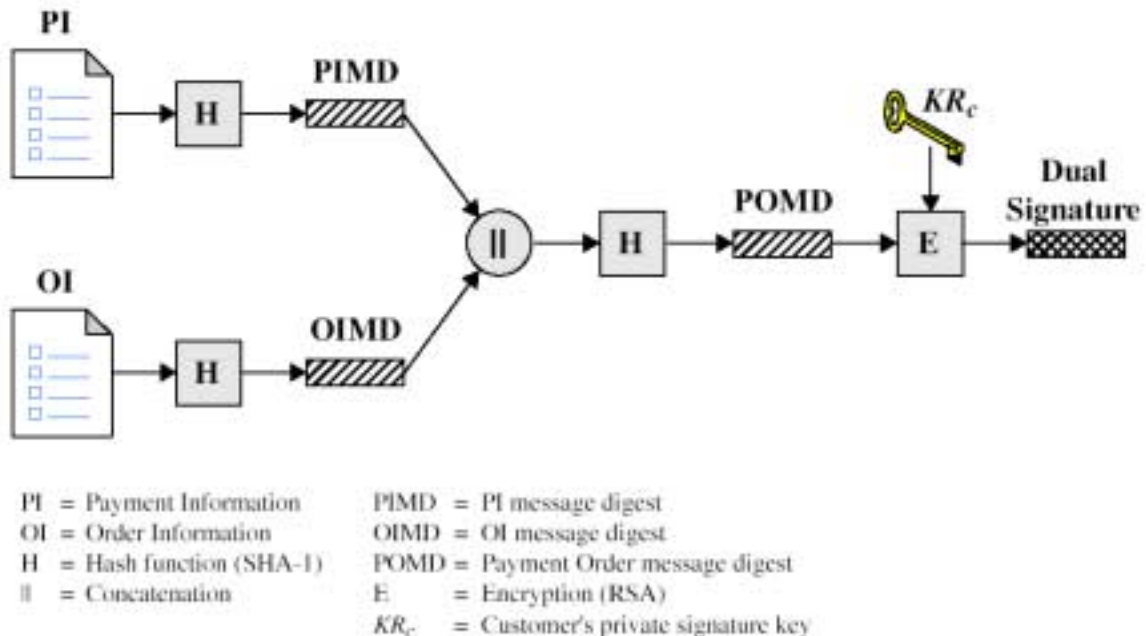 PI
PIMD
H
KRc
Dual
Signature
POMD
||
H
E
OI
OIMD
H
PI = Payment Information
OI = Order Information
H = Hash function (SHA-1)
|| = Concatenation
PIMD = PI message digest
OIMD = OI message digest
POMD = Payment Order message digest
E = Encryption (RSA)
KRc = Customer's private signature key